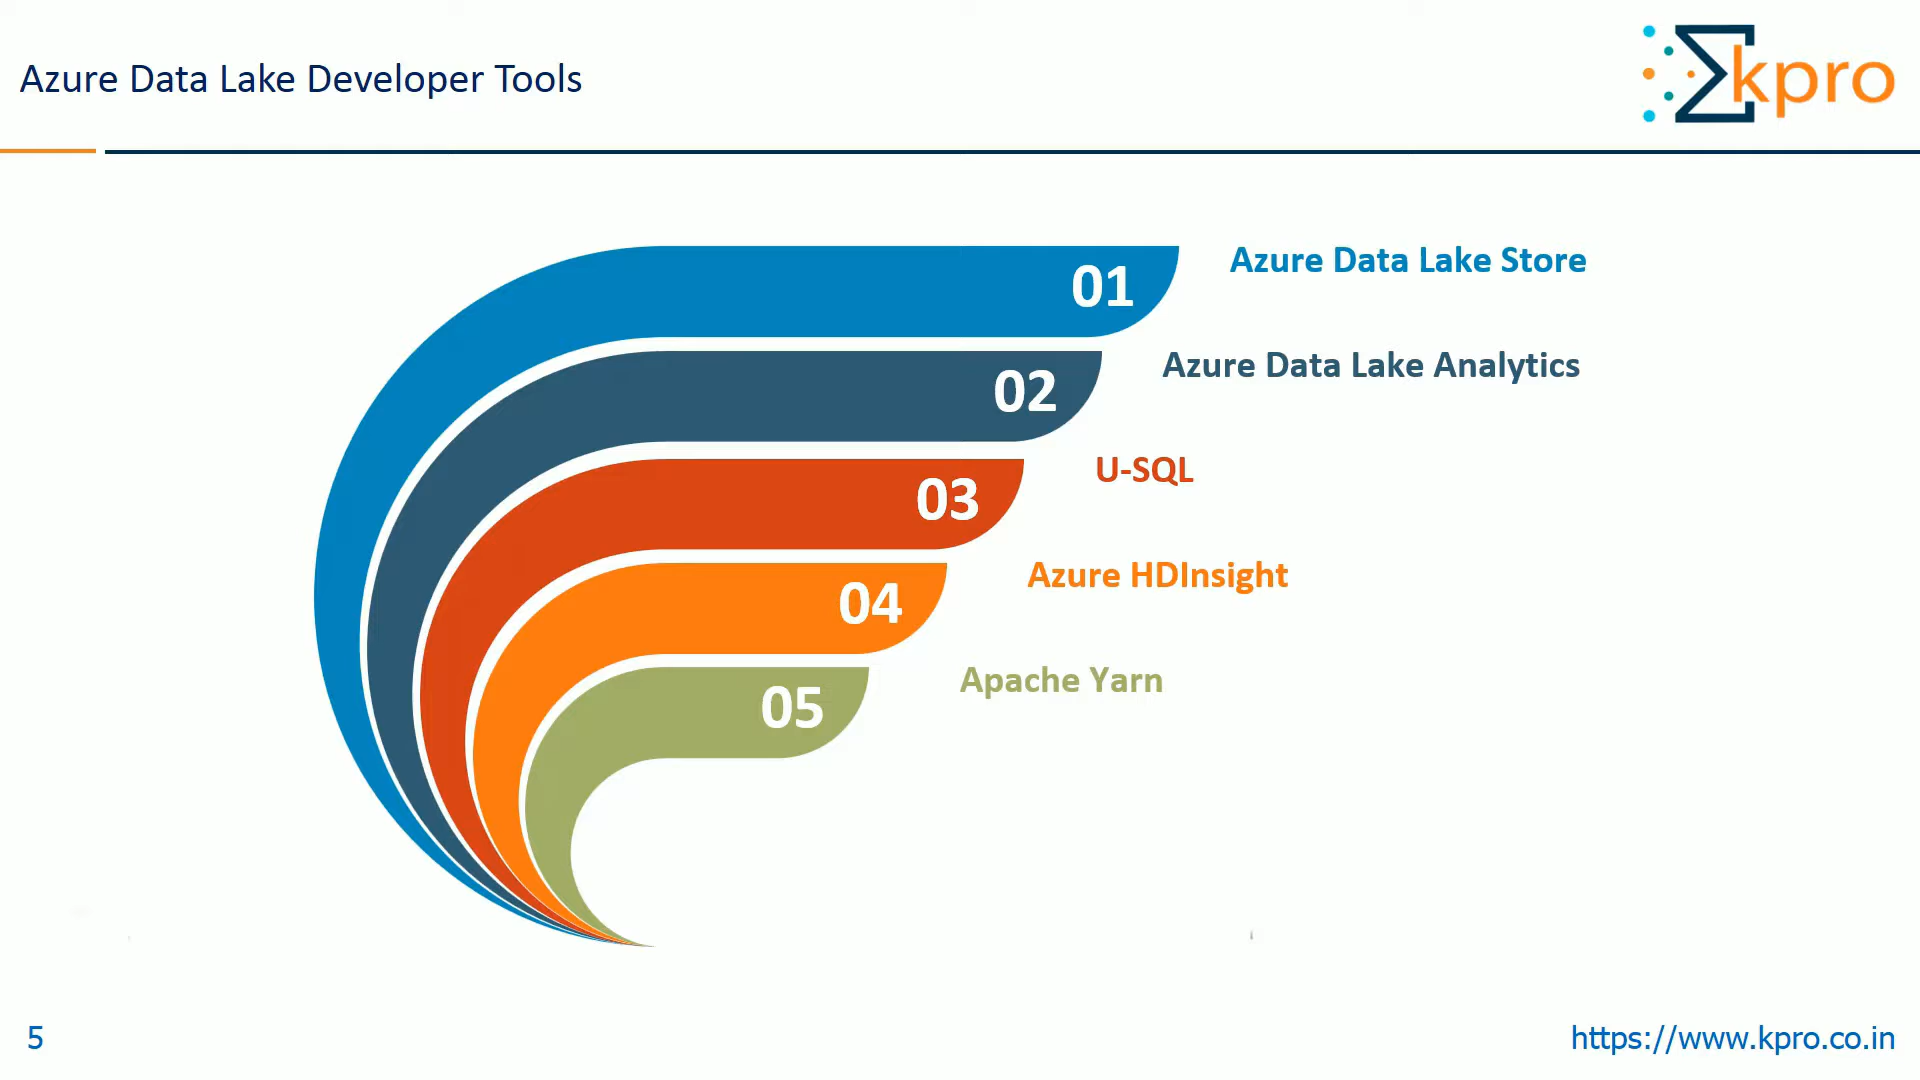 Azure Data Lake Developer Tools
kpro
01
Azure Data Lake Store
02
Azure Data Lake Analytics
03
U-SQL
04
Azure HDInsight
05
Apache Yarn
5
https://www.kpro.co.in